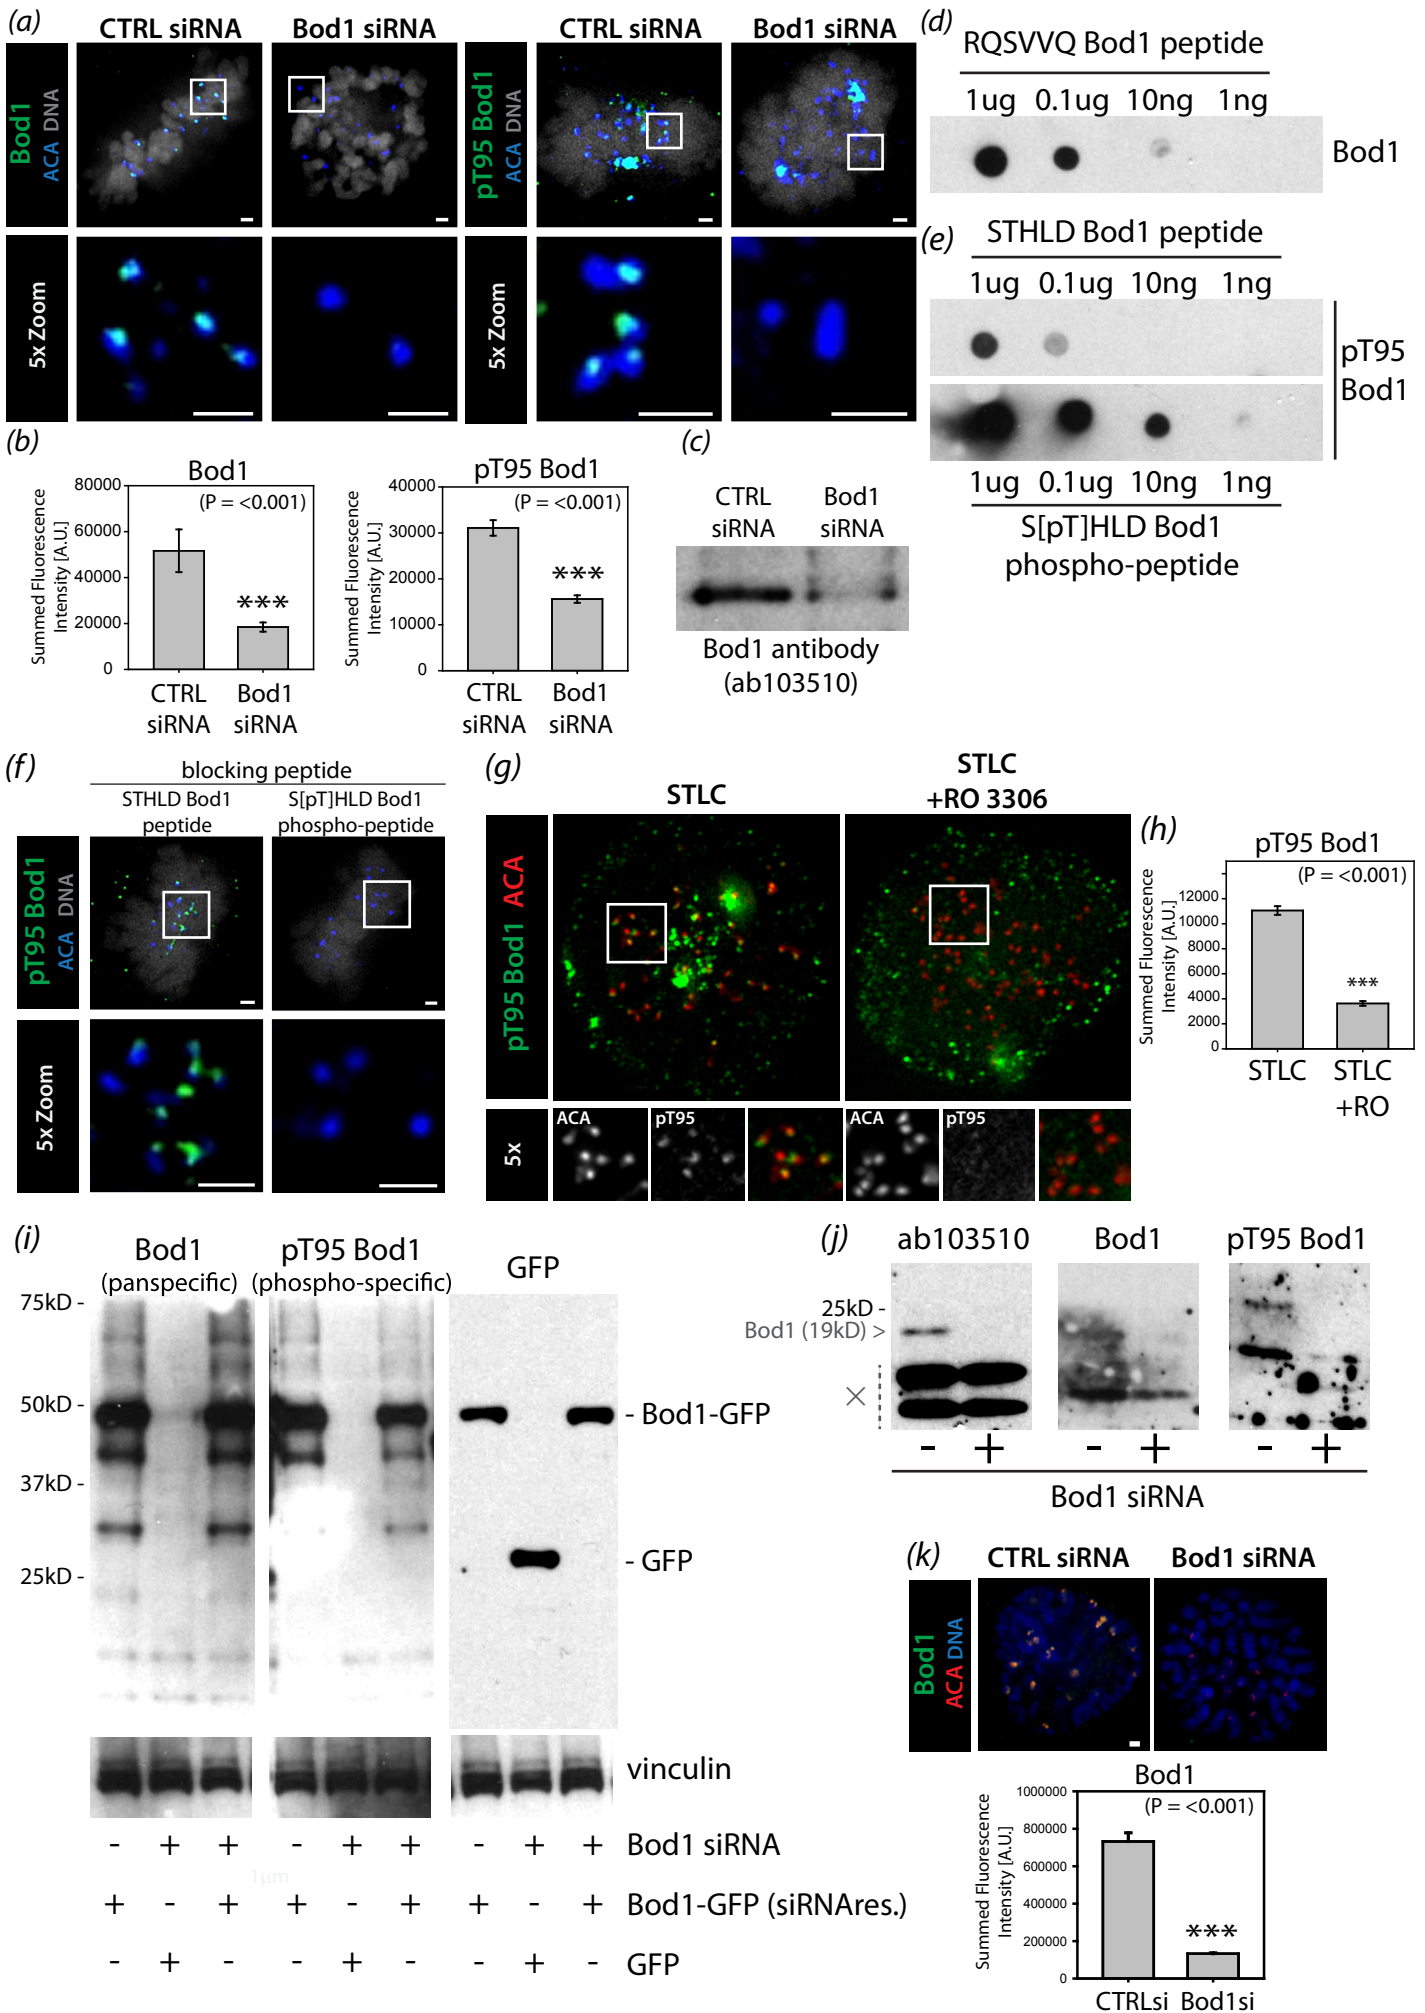 (a)
CTRL siRNA
Bod1 siRNA
CTRL siRNA
Bod1 siRNA
Bod1
ACA DNA
pT95 Bod1
ACA DNA
5x Zoom
5x Zoom
(b)
Bod1
(P = <0.001)
Summed Fluorescence
Intensity [A.U.]
80000
60000
40000
20000
0
***
CTRL
siRNA
Bod1
siRNA
pT95 Bod1
(P = <0.001)
Summed Fluorescence
Intensity [A.U.]
40000
30000
20000
10000
0
***
CTRL
siRNA
Bod1
siRNA
(c)
CTRL
siRNA
Bod1
siRNA
Bod1 antibody
(ab103510)
(d)
RQSVVQ Bod1 peptide
1ug 0.1ug 10ng 1ng
Bod1
(e)
STHLD Bod1 peptide
1ug 0.1ug 10ng 1ng
pT95
Bod1
1ug 0.1ug 10ng 1ng
S[pT]HLD Bod1
phospho-peptide
(f)
blocking peptide
STHLD Bod1
peptide
S[pT]HLD Bod1
phospho-peptide
pT95 Bod1
ACA DNA
5x Zoom
(g)
STLC
STLC
+RO 3306
pT95 Bod1 ACA
5x
ACA
pT95
ACA
pT95
(h)
pT95 Bod1
(P = <0.001)
Summed Fluorescence
Intensity [A.U.]
12000
10000
8000
6000
4000
2000
0
***
STLC
STLC
+RO
(i)
Bod1
(panspecific)
pT95 Bod1
(phospho-specific)
GFP
75kD -
50kD -
37kD -
25kD -
- Bod1-GFP
- GFP
vinculin
- + + - + + - + + Bod1 siRNA
1μm
+ - + + - + + - + Bod1-GFP (siRNAres.)
- + - - + - - + - GFP
(j)
ab103510
Bod1
pT95 Bod1
25kD -
Bod1 (19kD) >
×
- + - + - +
Bod1 siRNA
(k)
CTRL siRNA
Bod1 siRNA
Bod1
ACA DNA
Bod1
(P = <0.001)
Summed Fluorescence
Intensity [A.U.]
1000000
800000
600000
400000
200000
0
***
CTRLsi Bod1si